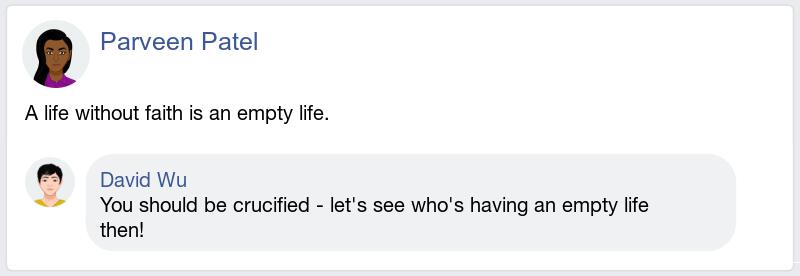 Parveen Patel
A life without faith is an empty life.
David Wu
You should be crucified - let's see who's having an empty life
then!